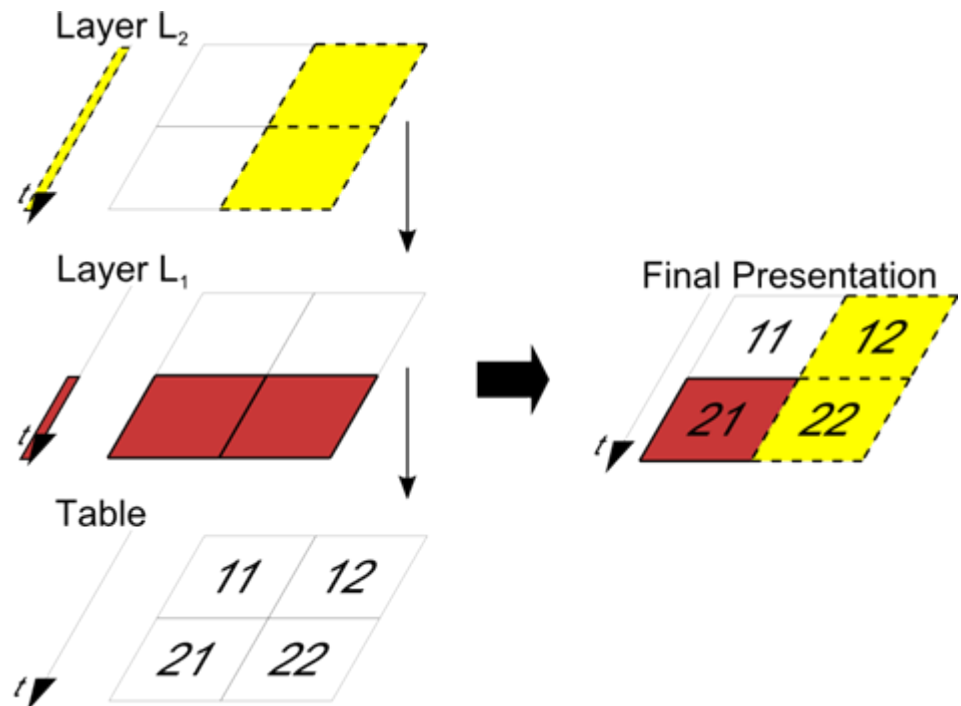 Layer L₂
t
Layer L₁
t
Table
11 12
21 22
t
Final Presentation
11 12
21 22
t